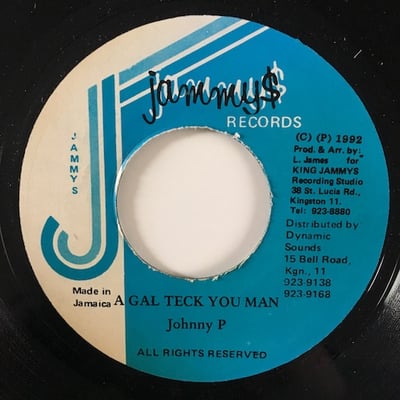 jammy$
RECORDS
JAMMYS
(C) (P) 1992
Prod. & Arr. by:
L. James for
KING JAMMYS
Recording Studio
38 St. Lucia Rd.,
Kingston 11.
Tel: 923-8880
Distributed by
Dynamic
Sounds
15 Bell Road,
Kgn., 11
923-9138
923-9168
Made in
Jamaica
A GAL TECK YOU MAN
Johnny P
ALL RIGHTS RESERVED